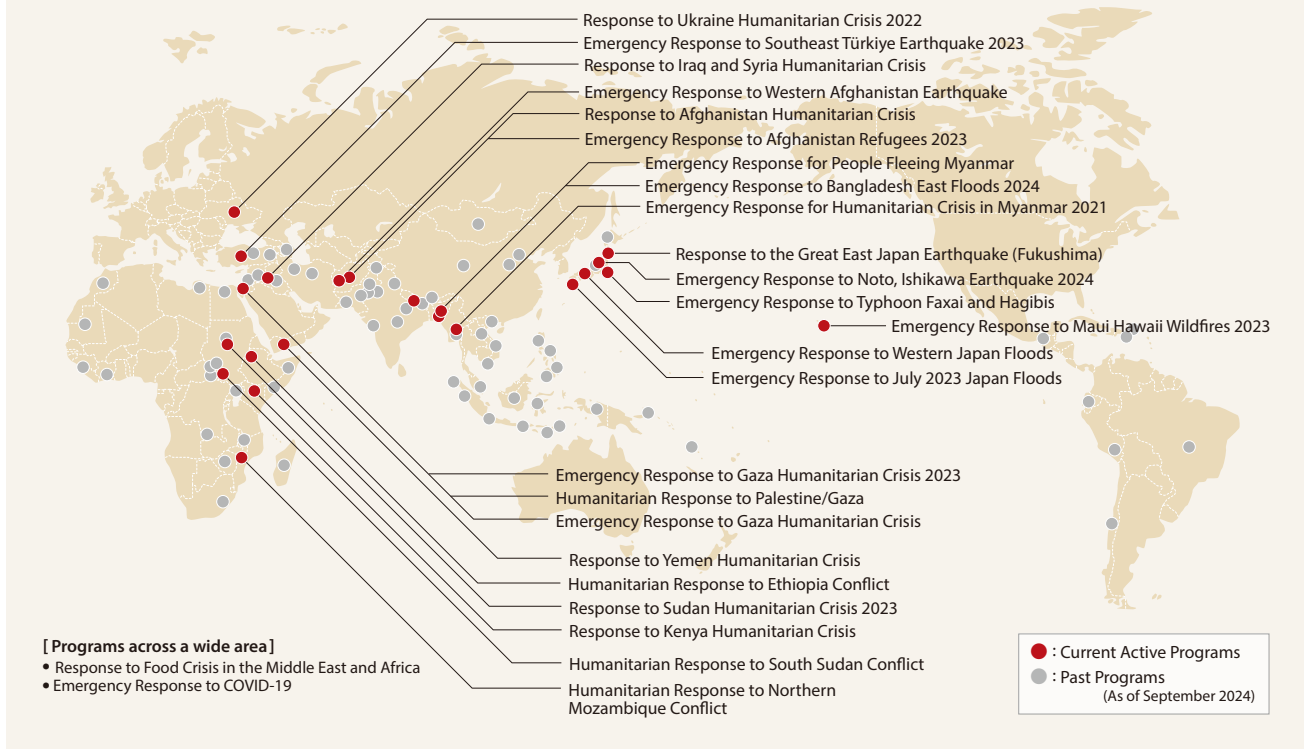 Response to Ukraine Humanitarian Crisis 2022
Emergency Response to Southeast Türkiye Earthquake 2023
Response to Iraq and Syria Humanitarian Crisis
Emergency Response to Western Afghanistan Earthquake
Response to Afghanistan Humanitarian Crisis
Emergency Response to Afghanistan Refugees 2023
Emergency Response for People Fleeing Myanmar
Emergency Response to Bangladesh East Floods 2024
Emergency Response for Humanitarian Crisis in Myanmar 2021
Response to the Great East Japan Earthquake (Fukushima)
Emergency Response to Noto, Ishikawa Earthquake 2024
Emergency Response to Typhoon Faxai and Hagibis
Emergency Response to Maui Hawaii Wildfires 2023
Emergency Response to Western Japan Floods
Emergency Response to July 2023 Japan Floods
Emergency Response to Gaza Humanitarian Crisis 2023
Humanitarian Response to Palestine/Gaza
Emergency Response to Gaza Humanitarian Crisis
Response to Yemen Humanitarian Crisis
Humanitarian Response to Ethiopia Conflict
Response to Sudan Humanitarian Crisis 2023
Response to Kenya Humanitarian Crisis
Humanitarian Response to South Sudan Conflict
Humanitarian Response to Northern
Mozambique Conflict
[ Programs across a wide area ]
• Response to Food Crisis in the Middle East and Africa
• Emergency Response to COVID-19
: Current Active Programs
: Past Programs
(As of September 2024)